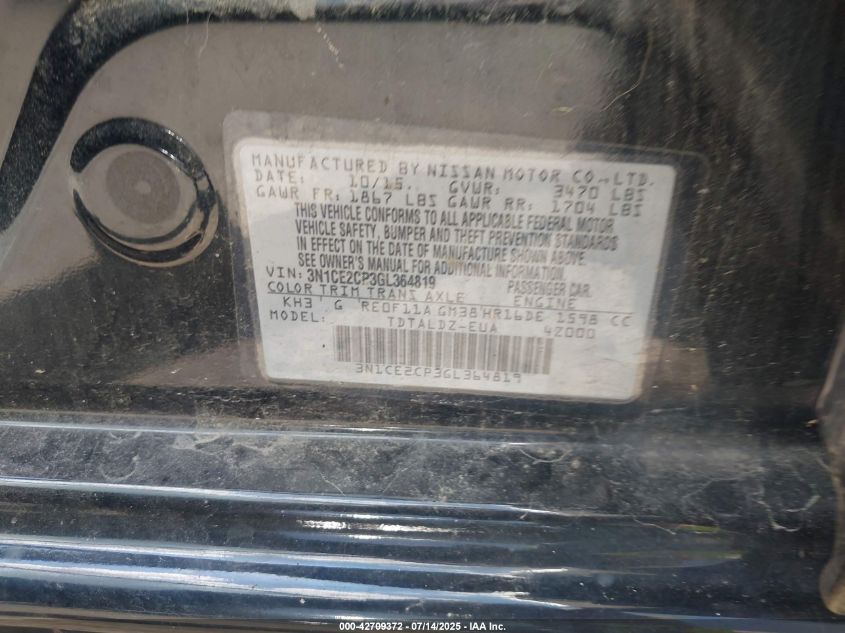 MANUFACTURED BY NISSAN MOTOR CO.,LTD.
DATE: 10/15. GVWR: 3470 LBS
GAWR FR: 1867 LBS GAWR RR: 1704 LBS
THIS VEHICLE CONFORMS TO ALL APPLICABLE FEDERAL MOTOR
VEHICLE SAFETY, BUMPER AND THEFT PREVENTION STANDARDS
IN EFFECT ON THE DATE OF MANUFACTURE SHOWN ABOVE.
SEE OWNER'S MANUAL FOR ADDITIONAL INFORMATION.
VIN: 3N1CE2CP3GL364819 PASSENGER CAR.
COLOR TRIM TRANS AXLE ENGINE
KH3 G RE0F11A GM38 HR16DE 1598 CC
MODEL: TDTALDZ-EUA 42000
3N1CE2CP3GL364819
000-42709372 - 07/14/2025 - IAA Inc.